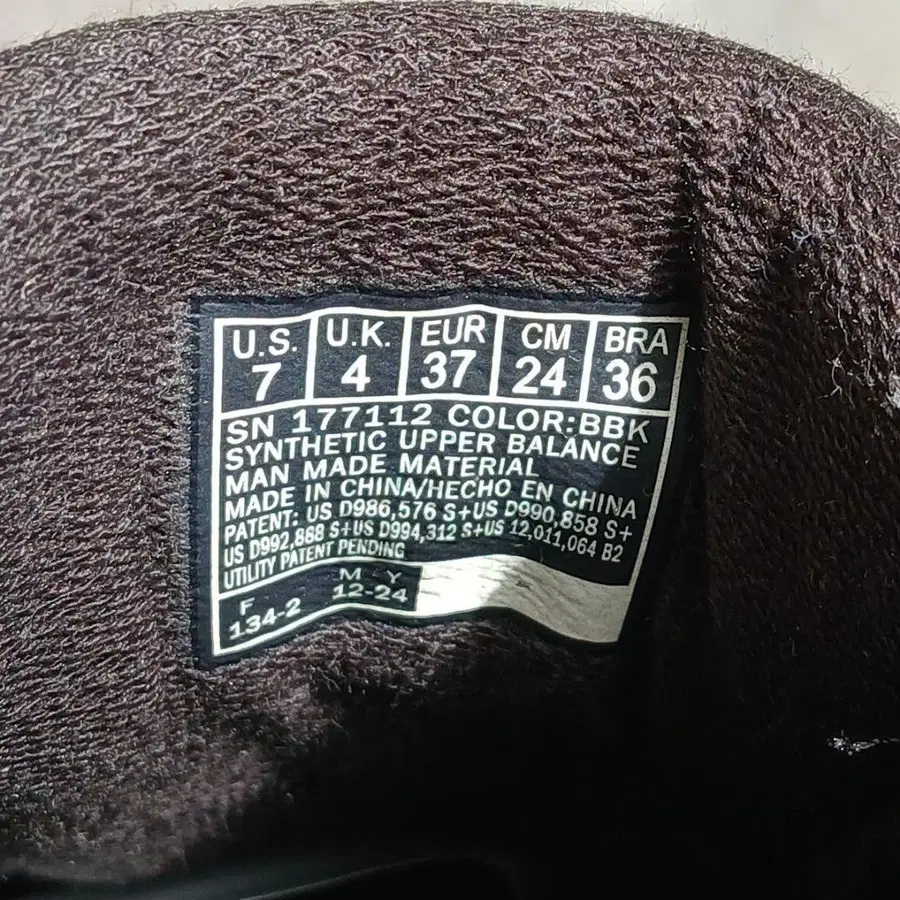 U.S. U.K. EUR CM BRA
7 4 37 24 36
SN 177112 COLOR:BBK
SYNTHETIC UPPER BALANCE
MAN MADE MATERIAL
MADE IN CHINA/HECHO EN CHINA
PATENT: US D986,576 S+US D990,858 S+
US D992,868 S+US D994,312 S+US 12,011,064 B2
UTILITY PATENT PENDING
F M Y
134-2 12-24